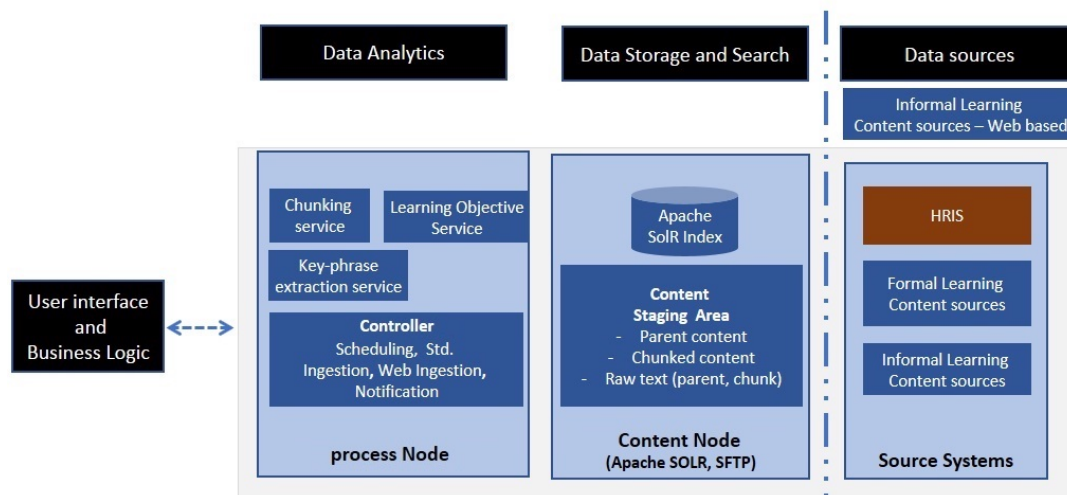 Data Analytics
Data Storage and Search
Data sources
Informal Learning
Content sources – Web based
Chunking
service
Learning Objective
Service
Key-phrase
extraction service
Controller
Scheduling, Std.
Ingestion, Web Ingestion,
Notification
process Node
Apache
SolR Index
Content
Staging Area
- Parent content
- Chunked content
- Raw text (parent, chunk)
Content Node
(Apache SOLR, SFTP)
HRIS
Formal Learning
Content sources
Informal Learning
Content sources
Source Systems
User interface
and
Business Logic